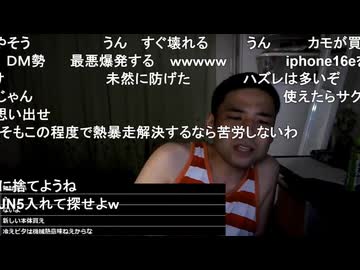 やそう うん すぐ壊れる うん カモが買
DM勢 最悪爆発する wwwww iphone16eを
け 未然に防げた ハズレは多いぞ
じゃん 使えたらサク
思い出せ
そもこの程度で熱暴走解決するなら苦労しないわ
に捨てようね
ないよ
UN5入れて探せよw
新しい本体買え
冷えピタは機械熱意味ねえからな